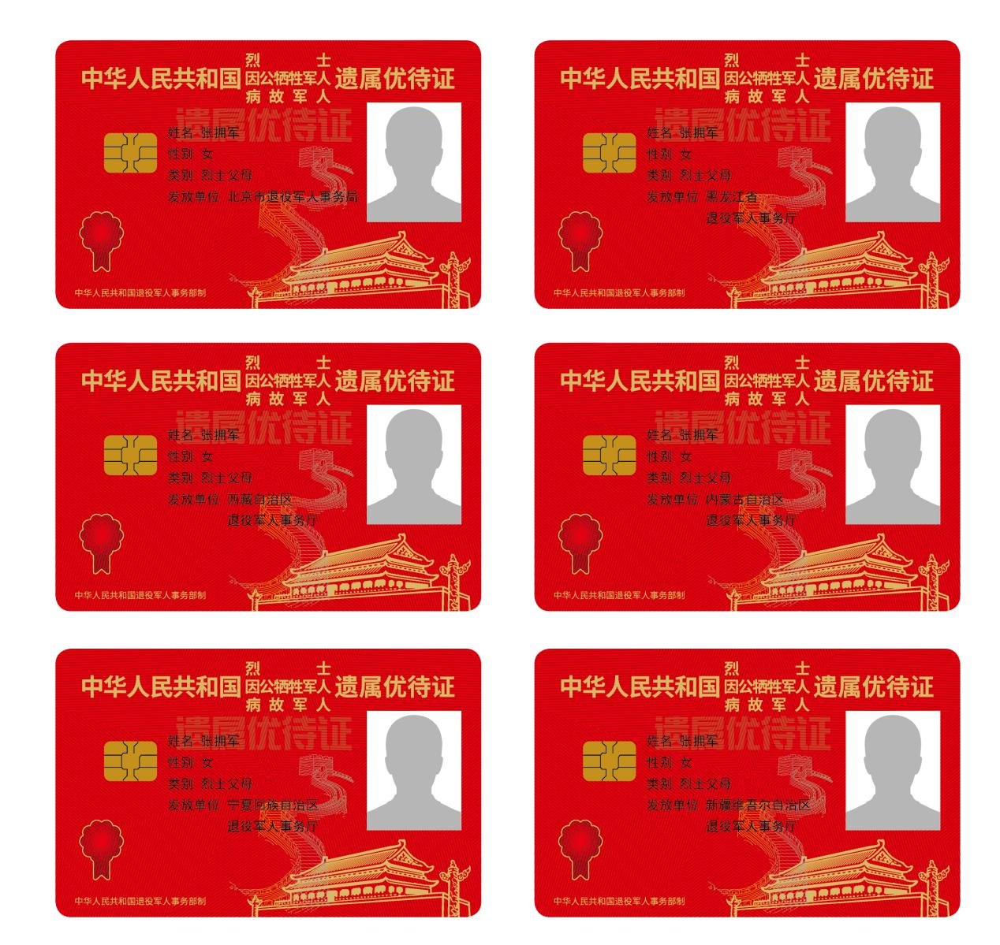 中华人民共和国
烈士
因公牺牲军人
病故军人
遗属优待证
遗属优待证
姓名 张拥军
性别 女
类别 烈士父母
发放单位 北京市退役军人事务局
中华人民共和国退役军人事务部制
中华人民共和国
烈士
因公牺牲军人
病故军人
遗属优待证
遗属优待证
姓名 张拥军
性别 女
类别 烈士父母
发放单位 黑龙江省
退役军人事务厅
中华人民共和国退役军人事务部制
中华人民共和国
烈士
因公牺牲军人
病故军人
遗属优待证
遗属优待证
姓名 张拥军
性别 女
类别 烈士父母
发放单位 西藏自治区
退役军人事务厅
中华人民共和国退役军人事务部制
中华人民共和国
烈士
因公牺牲军人
病故军人
遗属优待证
遗属优待证
姓名 张拥军
性别 女
类别 烈士父母
发放单位 内蒙古自治区
退役军人事务厅
中华人民共和国退役军人事务部制
中华人民共和国
烈士
因公牺牲军人
病故军人
遗属优待证
遗属优待证
姓名 张拥军
性别 女
类别 烈士父母
发放单位 宁夏回族自治区
退役军人事务厅
中华人民共和国退役军人事务部制
中华人民共和国
烈士
因公牺牲军人
病故军人
遗属优待证
遗属优待证
姓名 张拥军
性别 女
类别 烈士父母
发放单位 新疆维吾尔自治区
退役军人事务厅
中华人民共和国退役军人事务部制